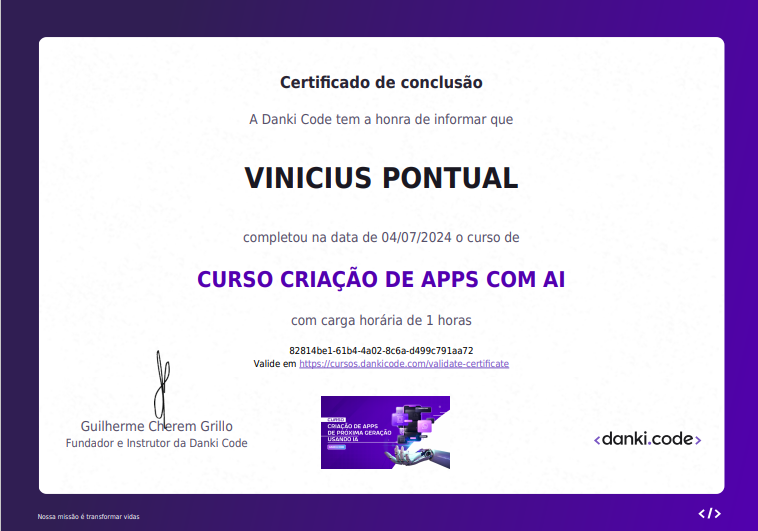 Certificado de conclusão
A Danki Code tem a honra de informar que
VINICIUS PONTUAL
completou na data de 04/07/2024 o curso de
CURSO CRIAÇÃO DE APPS COM AI
com carga horária de 1 horas
82814be1-61b4-4a02-8c6a-d499c791aa72
Valide em https://cursos.dankicode.com/validate-certificate
Guilherme Cherem Grillo
Fundador e Instrutor da Danki Code
CURSO
CRIAÇÃO DE APPS
DE PRÓXIMA GERAÇÃO
USANDO IA
<danki.code>
Nossa missão é transformar vidas
</>